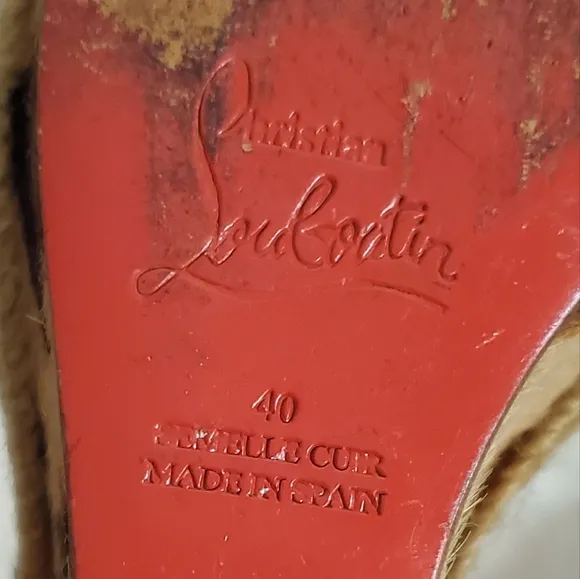 Christian
Louboutin
40
SEMELLE CUIR
MADE IN SPAIN